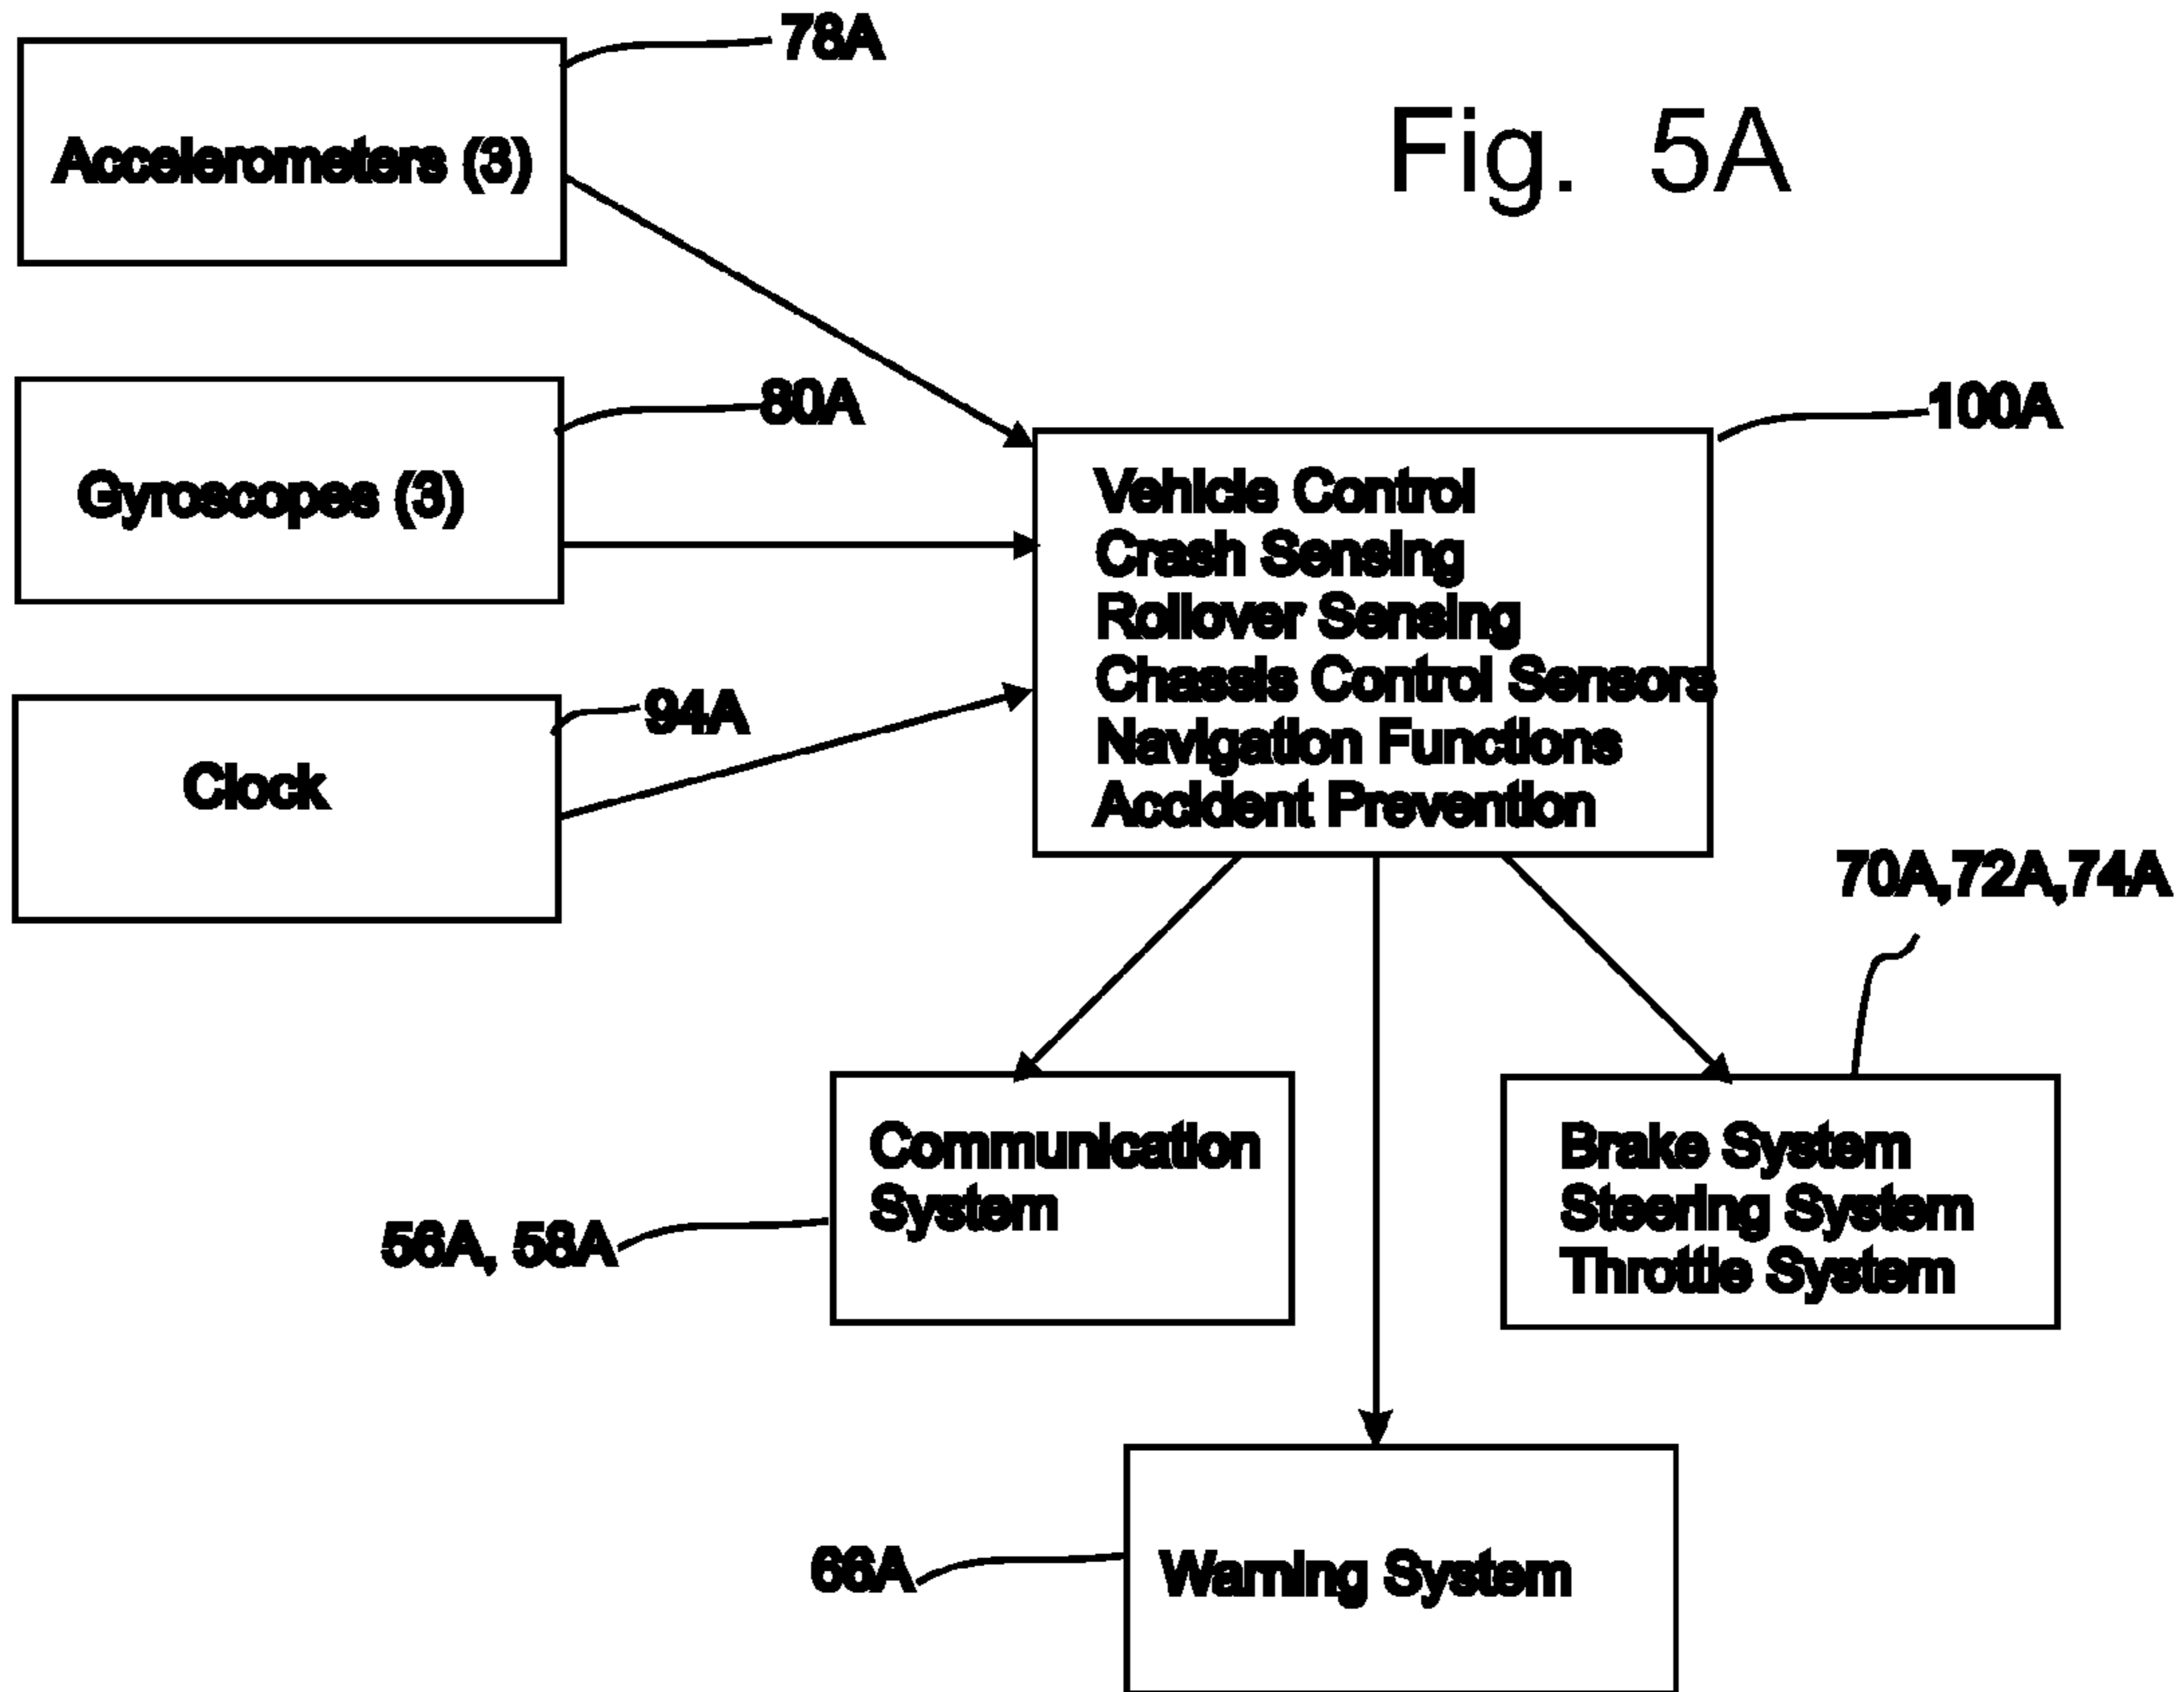 78A
Fig. 5A
Accelerometers (3)
80A
100A
Gyroscopes (3)
Vehicle Control
Crash Sensing
Rollover Sensing
Chassis Control Sensors
Navigation Functions
Accident Prevention
94A
Clock
70A,72A,74A
Communication
System
56A, 58A
Brake System
Steering System
Throttle System
66A
Warning System